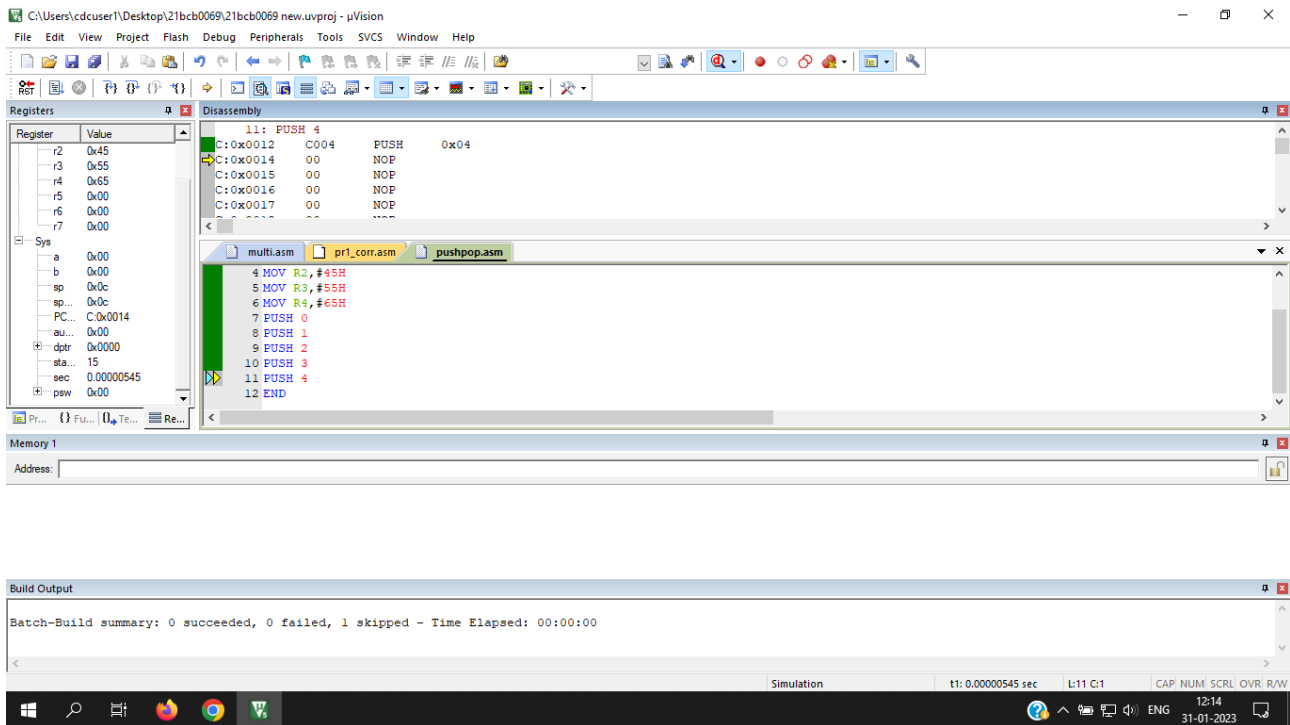 C:\Users\cdcuser1\Desktop\21bcb0069\21bcb0069 new.uvproj - µVision
File Edit View Project Flash Debug Peripherals Tools SVCS Window Help
Registers
Register Value
r2 0x45
r3 0x55
r4 0x65
r5 0x00
r6 0x00
r7 0x00
Sys
a 0x00
b 0x00
sp 0x0c
sp... 0x0c
PC... C:0x0014
au... 0x00
dptr 0x0000
sta... 15
sec 0.00000545
psw 0x00
Pr... {} Fu... Te... Re...
Disassembly
11: PUSH 4
C:0x0012 C004 PUSH 0x04
C:0x0014 00 NOP
C:0x0015 00 NOP
C:0x0016 00 NOP
C:0x0017 00 NOP
multi.asm pr1_corr.asm pushpop.asm
4 MOV R2,#45H
5 MOV R3,#55H
6 MOV R4,#65H
7 PUSH 0
8 PUSH 1
9 PUSH 2
10 PUSH 3
11 PUSH 4
12 END
Memory 1
Address:
Build Output
Batch-Build summary: 0 succeeded, 0 failed, 1 skipped - Time Elapsed: 00:00:00
Simulation t1: 0.00000545 sec L:11 C:1 CAP NUM SCRL OVR R/W
ENG 12:14
31-01-2023